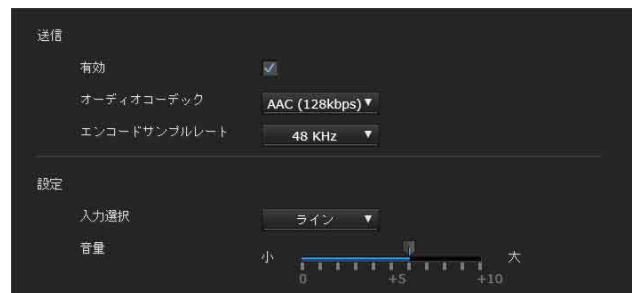 送信
有効
オーディオコーデック AAC (128kbps)
エンコードサンプルレート 48 KHz
設定
入力選択 ライン
音量 小 大
0 +5 +10